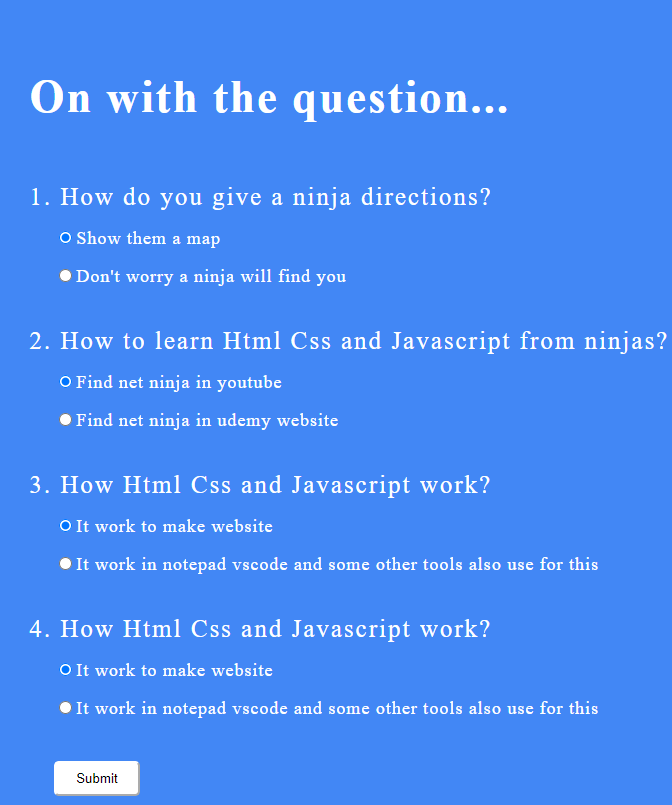 On with the question...
1. How do you give a ninja directions?
Show them a map
Don't worry a ninja will find you
2. How to learn Html Css and Javascript from ninjas?
Find net ninja in youtube
Find net ninja in udemy website
3. How Html Css and Javascript work?
It work to make website
It work in notepad vscode and some other tools also use for this
4. How Html Css and Javascript work?
It work to make website
It work in notepad vscode and some other tools also use for this
Submit